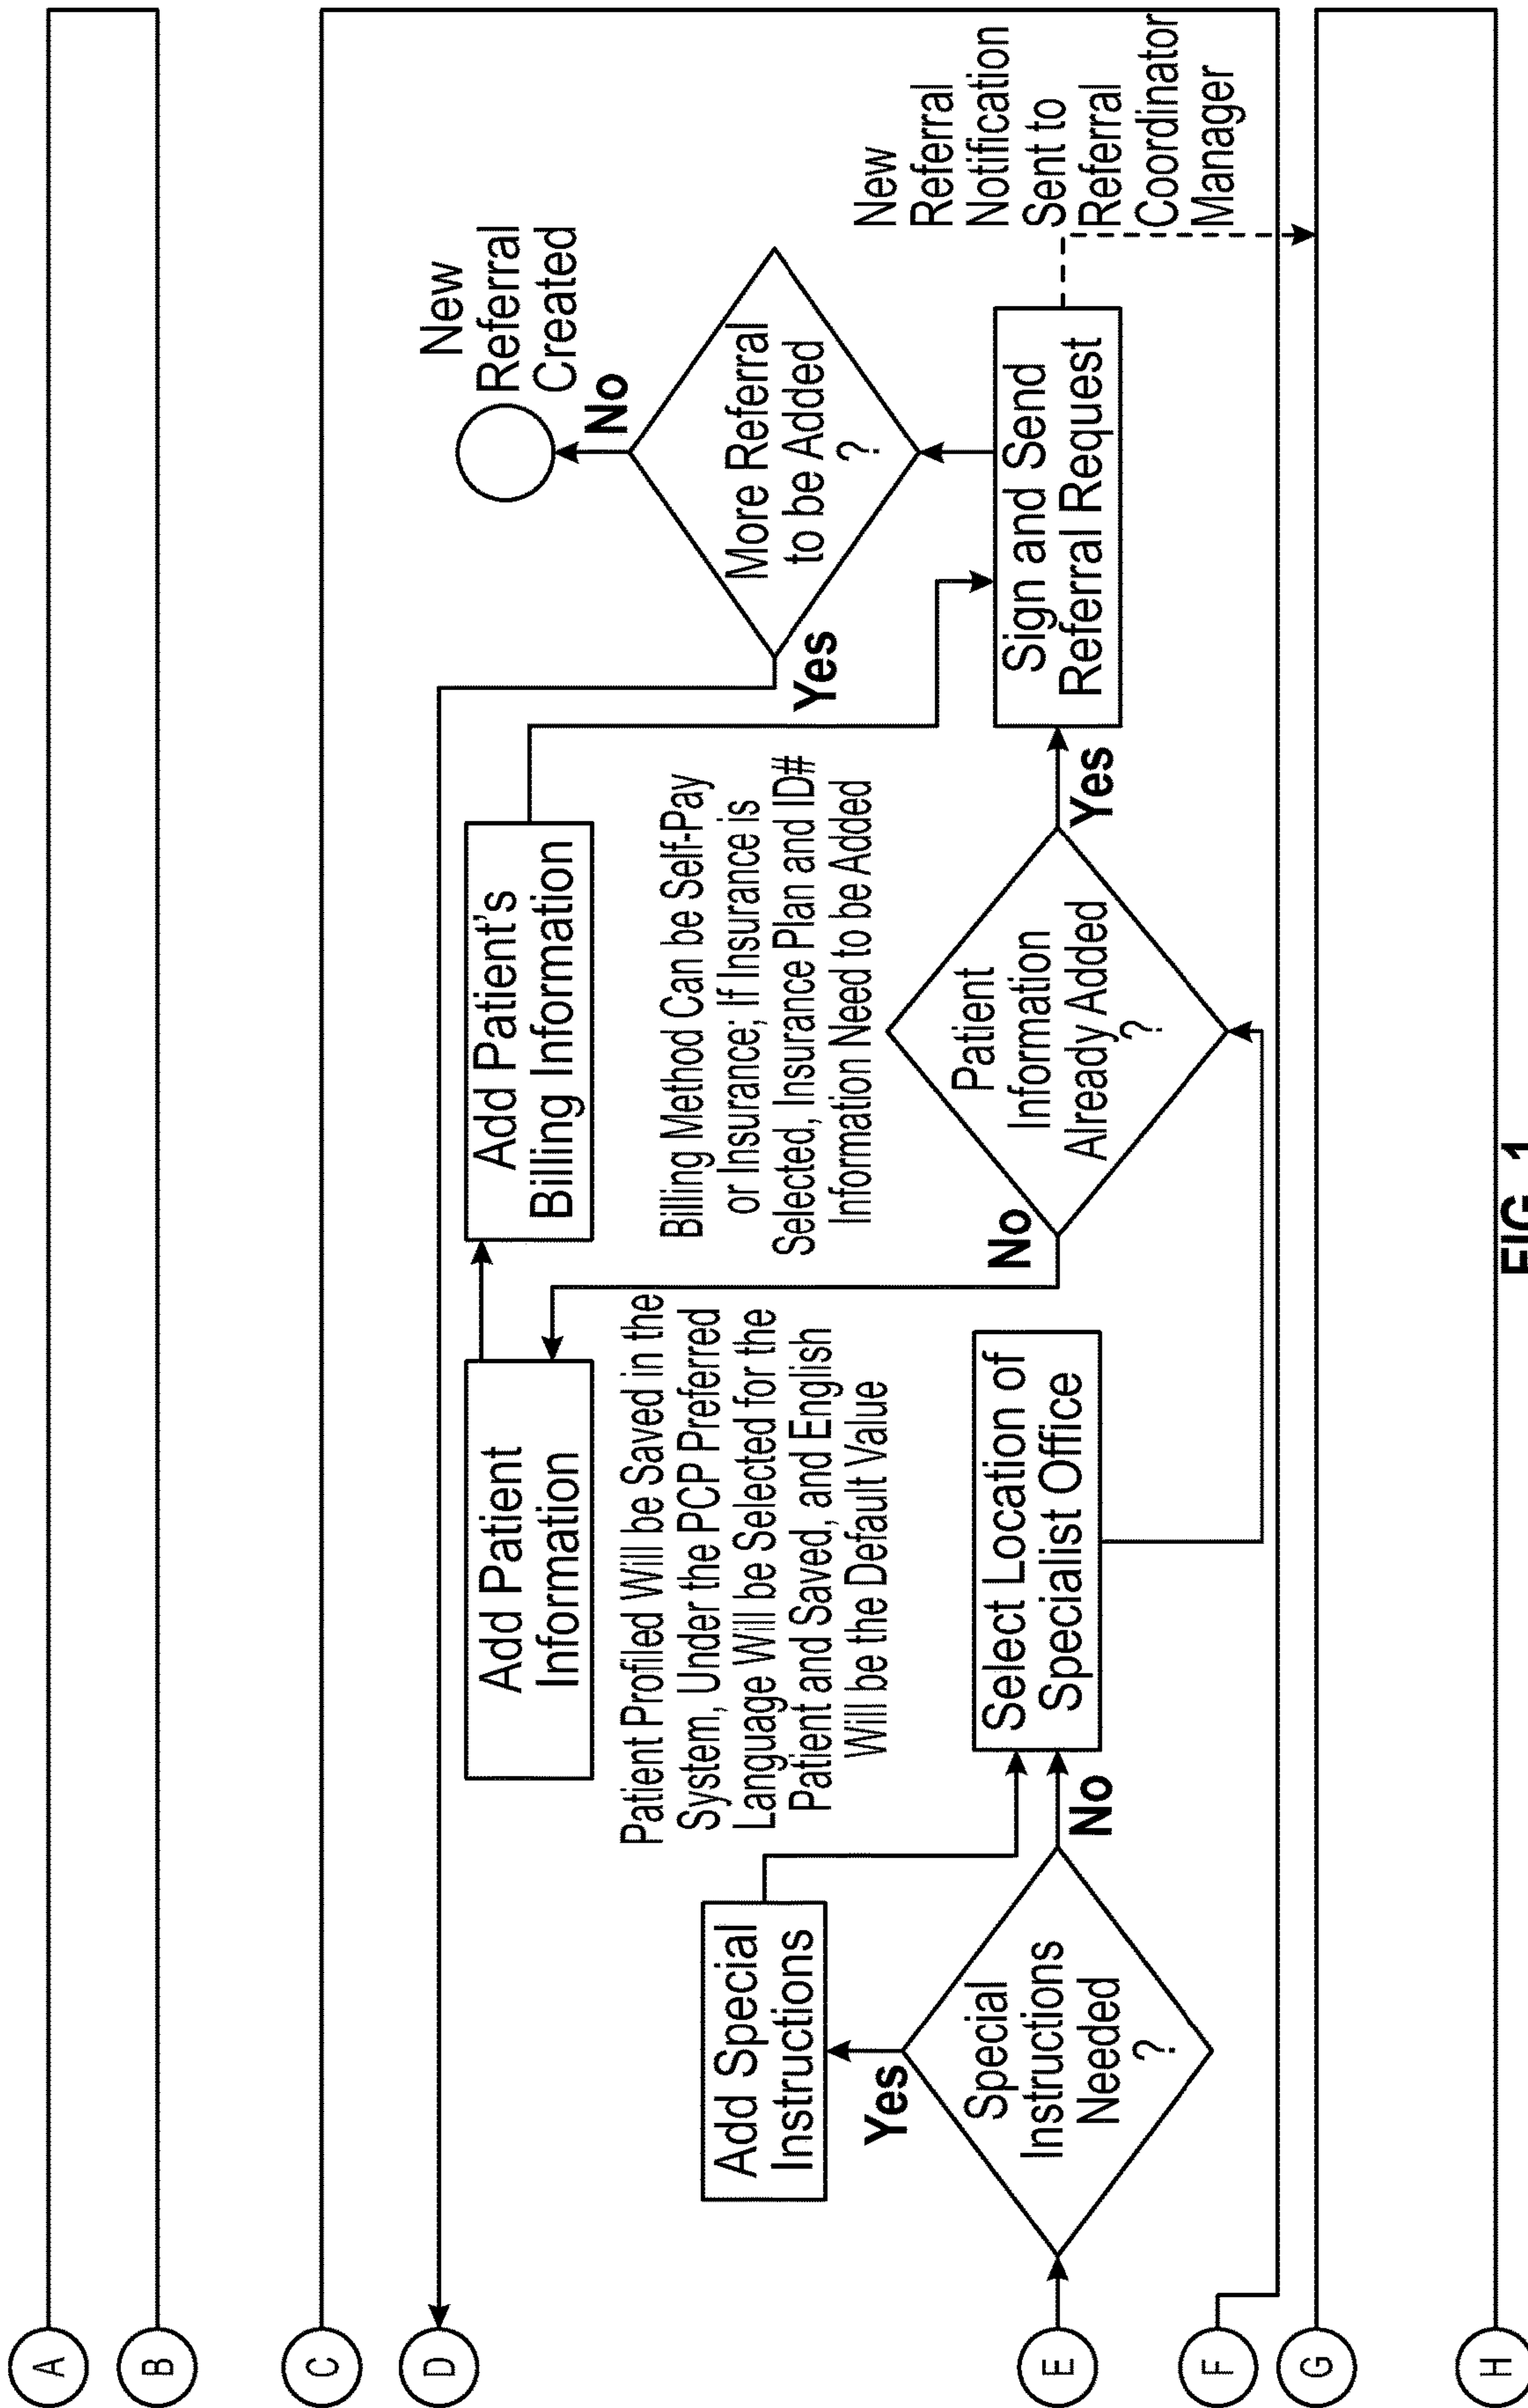 A
B
C
D
E
F
G
H
Add Patient
Information
Patient Profiled Will be Saved in the
System, Under the PCP Preferred
Language Will be Selected for the
Patient and Saved, and English
Will be the Default Value
Add Patient's
Billing Information
Billing Method Can be Self-Pay
or Insurance; If Insurance is
Selected, Insurance Plan and ID#
Information Need to be Added
New
Referral
Created
No
More Referral
to be Added
?
Yes
Add Special
Instructions
Yes
Special
Instructions
Needed
?
No
Select Location of
Specialist Office
No
Patient
Information
Already Added
?
Yes
Sign and Send
Referral Request
New
Referral
Notification
Sent to
Referral
Coordinator
Manager
FIG. 1